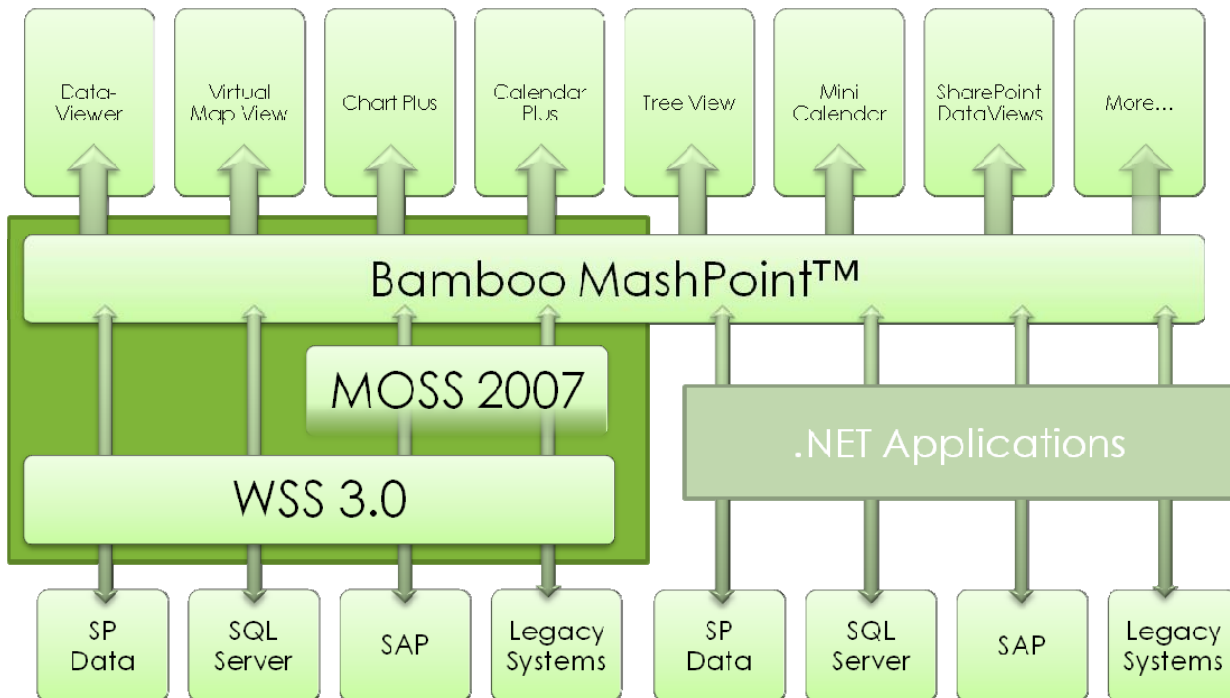 Data-
Viewer
Virtual
Map View
Chart Plus
Calendar
Plus
Tree View
Mini
Calendar
SharePoint
DataViews
More...
Bamboo MashPoint™
MOSS 2007
.NET Applications
WSS 3.0
SP
Data
SQL
Server
SAP
Legacy
Systems
SP
Data
SQL
Server
SAP
Legacy
Systems